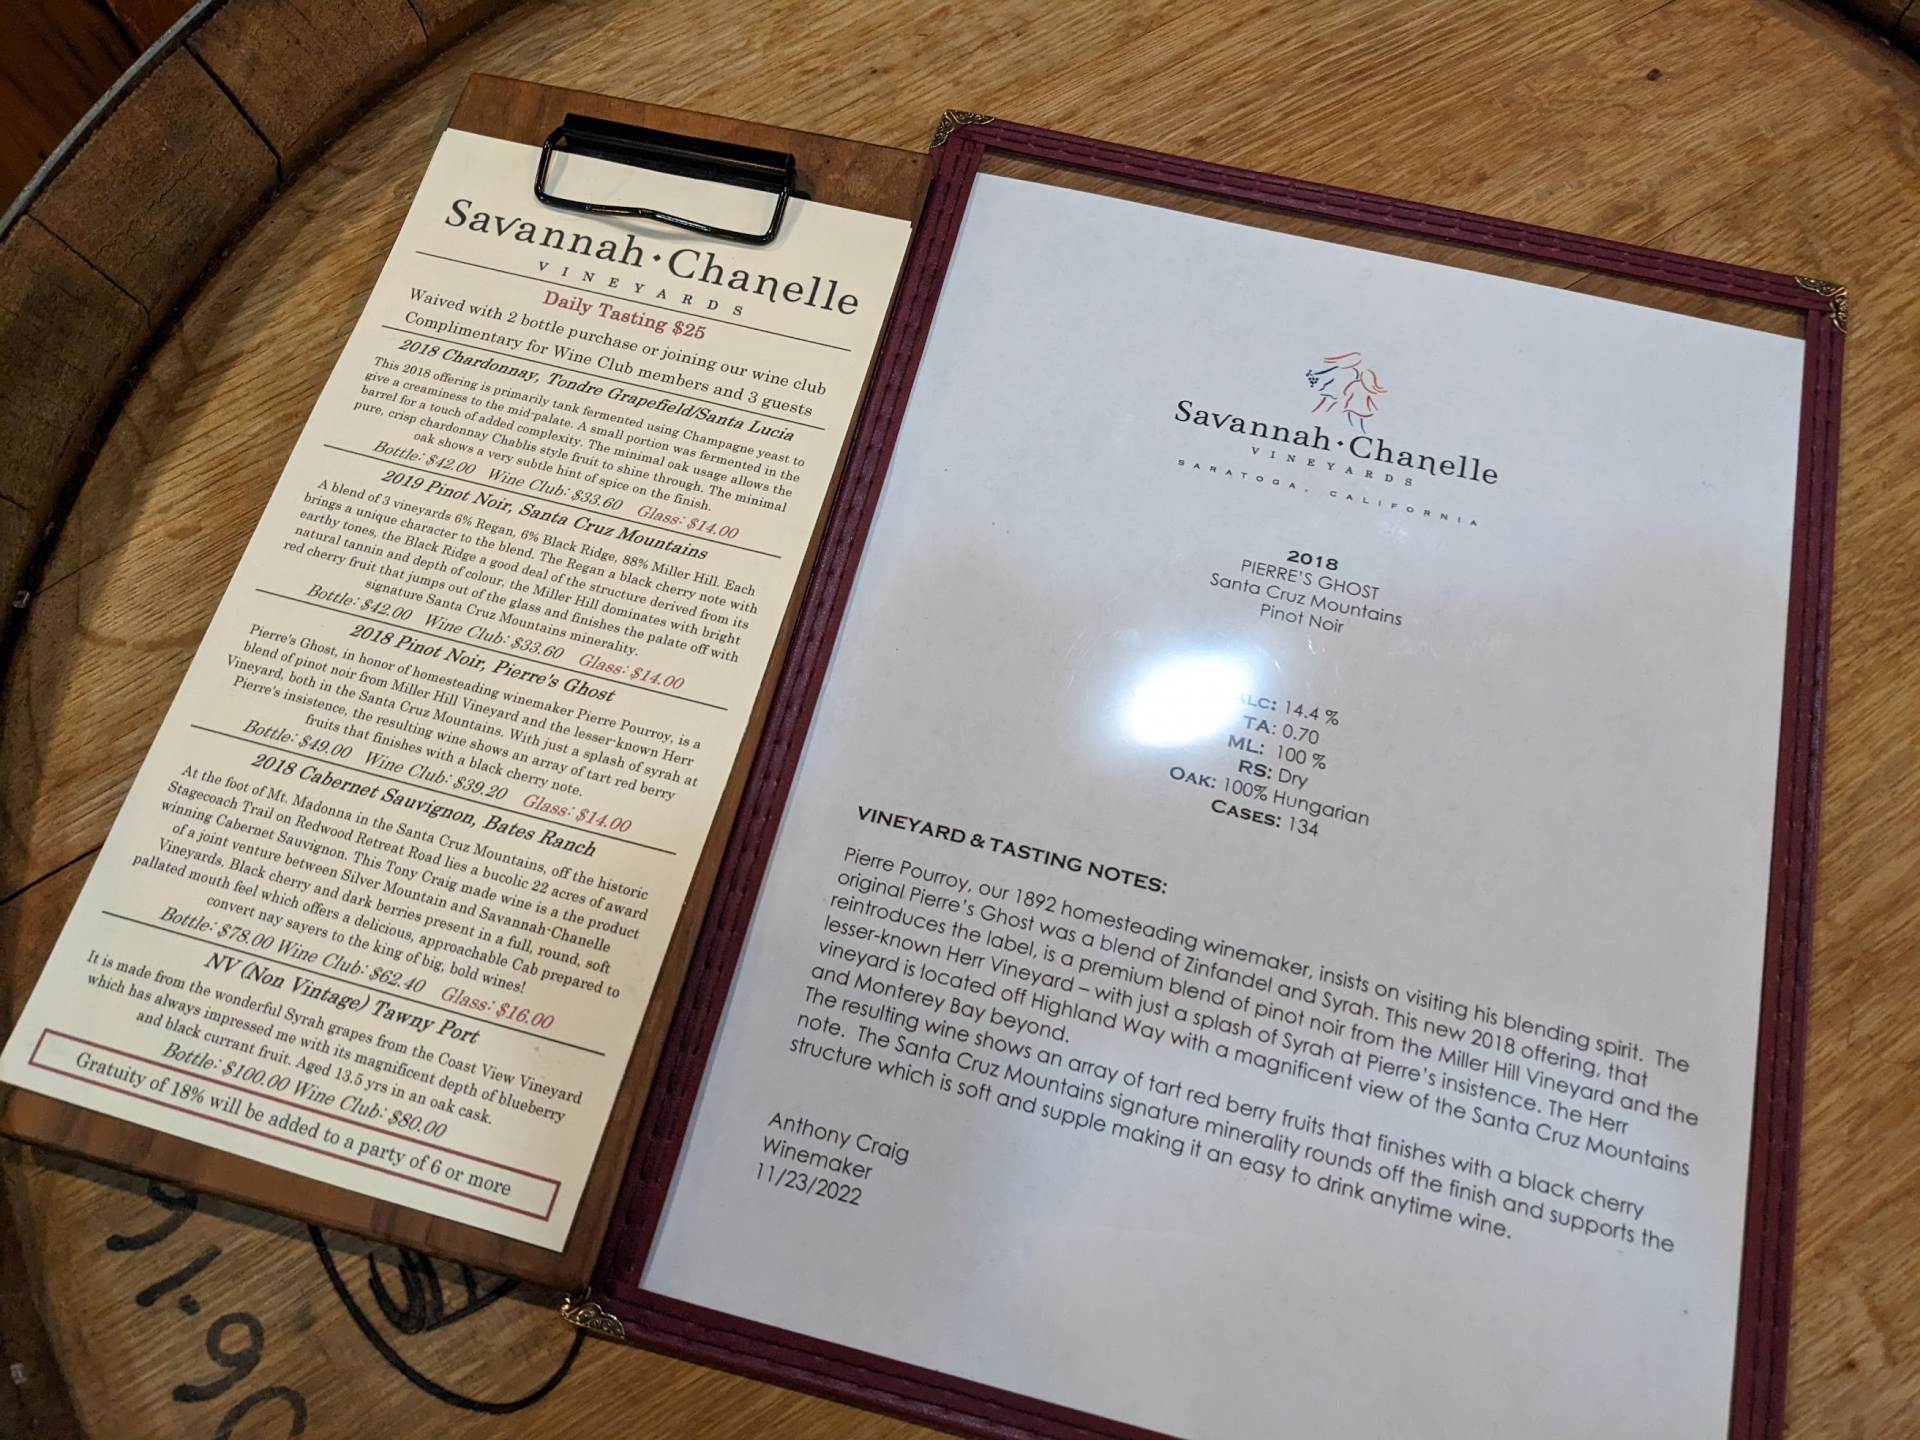 Savannah · Chanelle
VINEYARDS
Daily Tasting $25
Waived with 2 bottle purchase or joining our wine club
Complimentary for Wine Club members and 3 guests
2018 Chardonnay, Tondre Grapefield/Santa Lucia
This 2018 offering is primarily tank fermented using Champagne yeast to
give a creaminess to the mid-palate. A small portion was fermented in the
barrel for a touch of added complexity. The minimal oak usage allows the
pure, crisp chardonnay Chablis style fruit to shine through. The minimal
oak shows a very subtle hint of spice on the finish.
Bottle: $42.00 Wine Club: $33.60 Glass: $14.00
2019 Pinot Noir, Santa Cruz Mountains
A blend of 3 vineyards 6% Regan, 6% Black Ridge, 88% Miller Hill. Each
brings a unique character to the blend. The Regan a black cherry note with
earthy tones, the Black Ridge a good deal of the structure derived from its
natural tannin and depth of colour, the Miller Hill dominates with bright
red cherry fruit that jumps out of the glass and finishes the palate off with
signature Santa Cruz Mountains minerality.
Bottle: $42.00 Wine Club: $33.60 Glass: $14.00
2018 Pinot Noir, Pierre's Ghost
Pierre's Ghost, in honor of homesteading winemaker Pierre Pourroy, is a
blend of pinot noir from Miller Hill Vineyard and the lesser-known Herr
Vineyard, both in the Santa Cruz Mountains. With just a splash of syrah at
Pierre's insistence, the resulting wine shows an array of tart red berry
fruits that finishes with a black cherry note.
Bottle: $49.00 Wine Club: $39.20 Glass: $14.00
2018 Cabernet Sauvignon, Bates Ranch
At the foot of Mt. Madonna in the Santa Cruz Mountains, off the historic
Stagecoach Trail on Redwood Retreat Road lies a bucolic 22 acres of award
winning Cabernet Sauvignon. This Tony Craig made wine is a the product
of a joint venture between Silver Mountain and Savannah-Chanelle
Vineyards. Black cherry and dark berries present in a full, round, soft
pallated mouth feel which offers a delicious, approachable Cab prepared to
convert nay sayers to the king of big, bold wines!
Bottle: $78.00 Wine Club: $62.40 Glass: $16.00
NV (Non Vintage) Tawny Port
It is made from the wonderful Syrah grapes from the Coast View Vineyard
which has always impressed me with its magnificent depth of blueberry
and black currant fruit. Aged 13.5 yrs in an oak cask.
Bottle: $100.00 Wine Club: $80.00
Gratuity of 18% will be added to a party of 6 or more
Savannah · Chanelle
VINEYARDS
SARATOGA, CALIFORNIA
2018
PIERRE'S GHOST
Santa Cruz Mountains
Pinot Noir
ALC: 14.4 %
TA: 0.70
ML: 100 %
RS: Dry
OAK: 100% Hungarian
CASES: 134
VINEYARD & TASTING NOTES:
Pierre Pourroy, our 1892 homesteading winemaker, insists on visiting his blending spirit. The
original Pierre's Ghost was a blend of Zinfandel and Syrah. This new 2018 offering, that
reintroduces the label, is a premium blend of pinot noir from the Miller Hill Vineyard and the
lesser-known Herr Vineyard – with just a splash of Syrah at Pierre's insistence. The Herr
vineyard is located off Highland Way with a magnificent view of the Santa Cruz Mountains
and Monterey Bay beyond.
The resulting wine shows an array of tart red berry fruits that finishes with a black cherry
note. The Santa Cruz Mountains signature minerality rounds off the finish and supports the
structure which is soft and supple making it an easy to drink anytime wine.
Anthony Craig
Winemaker
11/23/2022